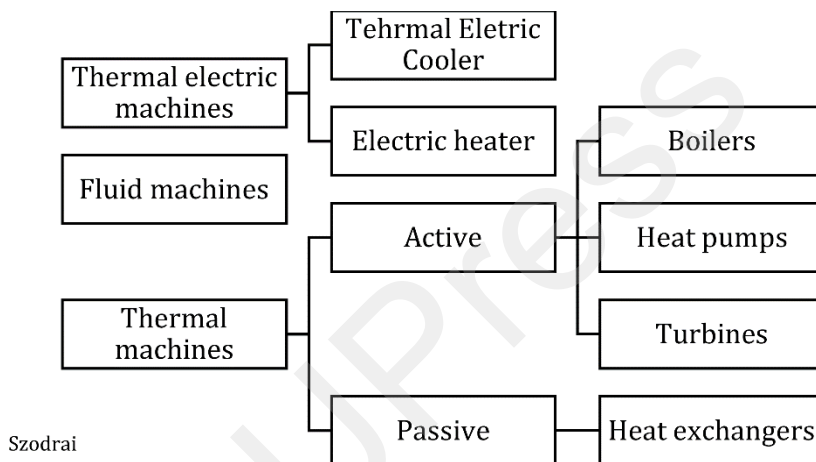 Tehrmal Eletric
Cooler
Thermal electric
machines
Electric heater
Boilers
Fluid machines
Active
Heat pumps
Thermal
machines
Turbines
Passive
Heat exchangers
Szodrai
UPress